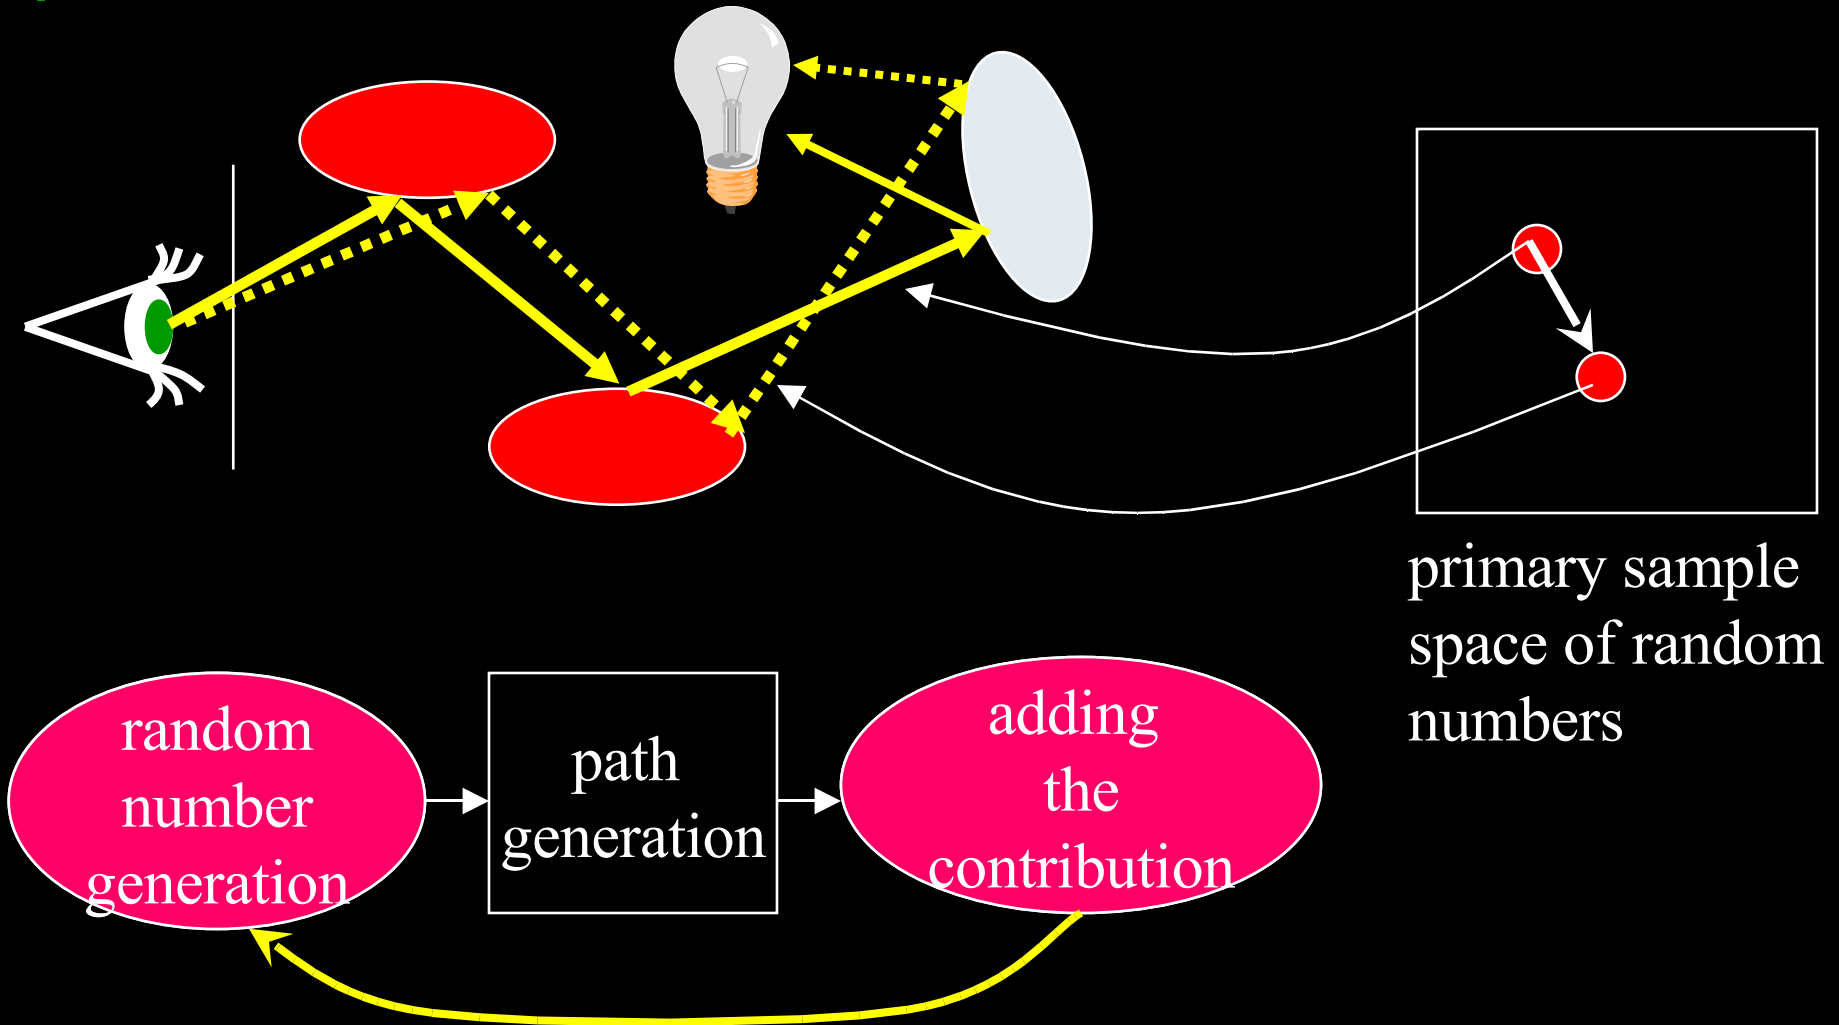 primary sample
space of random
numbers
random
number
generation
path
generation
adding
the
contribution